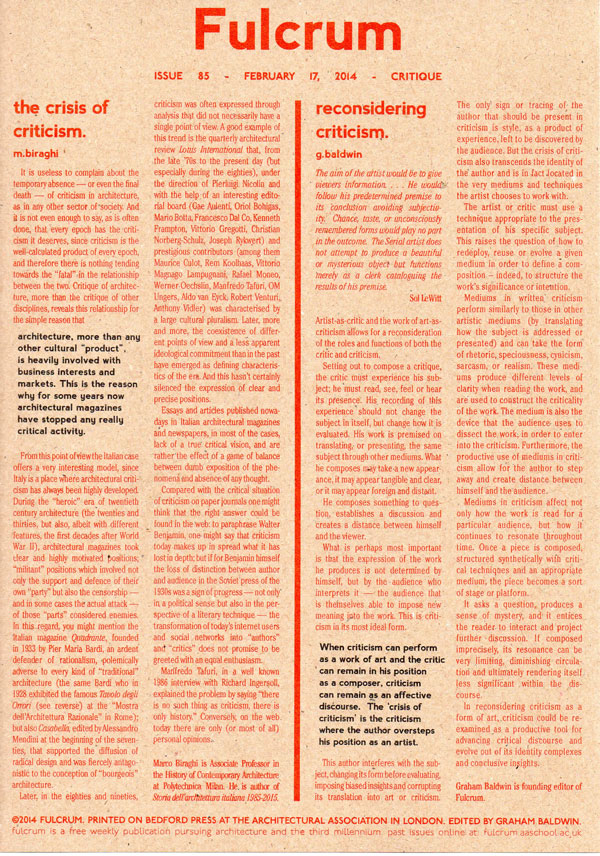 Fulcrum
ISSUE 85 - FEBRUARY 17, 2014 - CRITIQUE
the crisis of
criticism.
m.biraghi
It is useless to complain about the
temporary absence — or even the final
death — of criticism in architecture,
as in any other sector of society. And
it is not even enough to say, as is often
done, that every epoch has the criti-
cism it deserves, since criticism is the
well-calculated product of every epoch,
and therefore there is nothing tending
towards the "fatal" in the relationship
between the two. Critique of architec-
ture, more than the critique of other
disciplines, reveals this relationship for
the simple reason that
architecture, more than any
other cultural "product",
is heavily involved with
business interests and
markets. This is the reason
why for some years now
architectural magazines
have stopped any really
critical activity.
From this point of view the Italian case
offers a very interesting model, since
Italy is a place where architectural criti-
cism has always been highly developed.
During the "heroic" era of twentieth
century architecture (the twenties and
thirties, but also, albeit with different
features, the first decades after World
War II), architectural magazines took
clear and highly motivated positions;
"militant" positions which involved not
only the support and defence of their
own "party" but also the censorship —
and in some cases the actual attack —
of those "parts" considered enemies.
In this regard, you might mention the
Italian magazine Quadrante, founded
in 1933 by Pier Maria Bardi, an ardent
defender of rationalism, polemically
adverse to every kind of "traditional"
architecture (the same Bardi who in
1928 exhibited the famous Tavolo degli
Orrori (see reverse) at the "Mostra
dell'Architettura Razionale" in Rome);
but also Casabella, edited by Alessandro
Mendini at the beginning of the seven-
ties, that supported the diffusion of
radical design and was fiercely antago-
nistic to the conception of "bourgeois"
architecture.
Later, in the eighties and nineties,
criticism was often expressed through
analysis that did not necessarily have a
single point of view. A good example of
this trend is the quarterly architectural
review Lotus International that, from
the late '70s to the present day (but
especially during the eighties), under
the direction of Pierluigi Nicolin and
with the help of an interesting edito-
rial board (Gae Aulenti, Oriol Bohigas,
Mario Botta, Francesco Dal Co, Kenneth
Frampton, Vittorio Gregotti, Christian
Norberg-Schulz, Joseph Rykwert) and
prestigious contributors (among them
Maurice Culot, Rem Koolhaas, Vittorio
Magnago Lampugnani, Rafael Moneo,
Werner Oechslin, Manfredo Tafuri, OM
Ungers, Aldo van Eyck, Robert Venturi,
Anthony Vidler) was characterised by
a large cultural pluralism. Later, more
and more, the coexistence of differ-
ent points of view and a less apparent
ideological commitment than in the past
have emerged as defining characteris-
tics of the era. And this hasn't certainly
silenced the expression of clear and
precise positions.
Essays and articles published nowa-
days in Italian architectural magazines
and newspapers, in most of the cases,
lack of a true critical vision, and are
rather the effect of a game of balance
between dumb exposition of the phe-
nomena and absence of any thought.
Compared with the critical situation
of criticism on paper journals one might
think that the right answer could be
found in the web: to paraphrase Walter
Benjamin, one might say that criticism
today makes up in spread what it has
lost in depth; but if for Benjamin himself
the loss of distinction between author
and audience in the Soviet press of the
1930s was a sign of progress — not only
in a political sense but also in the per-
spective of a literary technique — the
transformation of today's internet users
and social networks into "authors"
and "critics" does not promise to be
greeted with an equal enthusiasm.
Manfredo Tafuri, in a well known
1986 interview with Richard Ingersoll,
explained the problem by saying "there
is no such thing as criticism, there is
only history." Conversely, on the web
today there are only (or most of all)
personal opinions.
Marco Biraghi is Associate Professor in
the History of Contemporary Architecture
at Polytechnico Milan. He is author of
Storia dell'architettura italiana 1985-2015.
reconsidering
criticism.
g.baldwin
The aim of the artist would be to give
viewers information. . . . He would
follow his predetermined premise to
its conclusion avoiding subjectiv-
ity. Chance, taste, or unconsciously
remembered forms would play no part
in the outcome. The Serial artist does
not attempt to produce a beautiful
or mysterious object but functions
merely as a clerk cataloguing the
results of his premise.
Sol LeWitt
Artist-as-critic and the work of art-as-
criticism allows for a reconsideration
of the roles and functions of both the
critic and criticism.
Setting out to compose a critique,
the critic must experience his sub-
ject; he must read, see, feel or hear
its presence. His recording of this
experience should not change the
subject in itself, but change how it is
evaluated. His work is premised on
translating, or presenting, the same
subject through other mediums. What
he composes may take a new appear-
ance, it may appear tangible and clear,
or it may appear foreign and distant.
He composes something to ques-
tion, establishes a discussion and
creates a distance between himself
and the viewer.
What is perhaps most important
is that the expression of the work
he produces is not determined by
himself, but by the audience who
interprets it — the audience that
is themselves able to impose new
meaning into the work. This is criti-
cism as its most ideal form.
When criticism can perform
as a work of art and the critic
can remain in his position
as a composer, criticism
can remain as an affective
discourse. The 'crisis of
criticism' is the criticism
where the author oversteps
his position as an artist.
This author interferes with the sub-
ject, changing its form before evaluating,
imposing biased insights and corrupting
its translation into art or criticism.
The only sign or tracing of the
author that should be present in
criticism is style, as a product of
experience, left to be discovered by
the audience. But the crisis of criti-
cism also transcends the identity of
the author and is in fact located in
the very mediums and techniques
the artist chooses to work with.
The artist or critic must use a
technique appropriate to the pres-
entation of his specific subject.
This raises the question of how to
redeploy, reuse or evolve a given
medium in order to define a com-
position – indeed, to structure the
work's significance or intention.
Mediums in written criticism
perform similarly to those in other
artistic mediums (by translating
how the subject is addressed or
presented) and can take the form
of rhetoric, speciousness, cynicism,
sarcasm, or realism. These medi-
ums produce different levels of
clarity when reading the work, and
are used to construct the criticality
of the work. The medium is also the
device that the audience uses to
dissect the work, in order to enter
into the criticism. Furthermore, the
productive use of mediums in crit-
icism allow for the author to step
away and create distance between
himself and the audience.
Mediums in criticism affect not
only how the work is read for a
particular audience, but how it
continues to resonate throughout
time. Once a piece is composed,
structured synthetically with criti-
cal techniques and an appropriate
medium, the piece becomes a sort
of stage or platform.
It asks a question, produces a
sense of mystery, and it entices
the reader to interact and project
further discussion. If composed
imprecisely, its resonance can be
very limiting, diminishing circula-
tion and ultimately rendering itself
less significant within the dis-
course.
In reconsidering criticism as a
form of art, criticism could be re-
examined as a productive tool for
advancing critical discourse and
evolve out of its identity complexes
and conclusive insights.
Graham Baldwin is founding editor of
Fulcrum.
©2014 FULCRUM. PRINTED ON BEDFORD PRESS AT THE ARCHITECTURAL ASSOCIATION IN LONDON. EDITED BY GRAHAM BALDWIN.
fulcrum is a free weekly publication pursuing architecture and the third millennium. past issues online at: fulcrum.aaschool.ac.uk